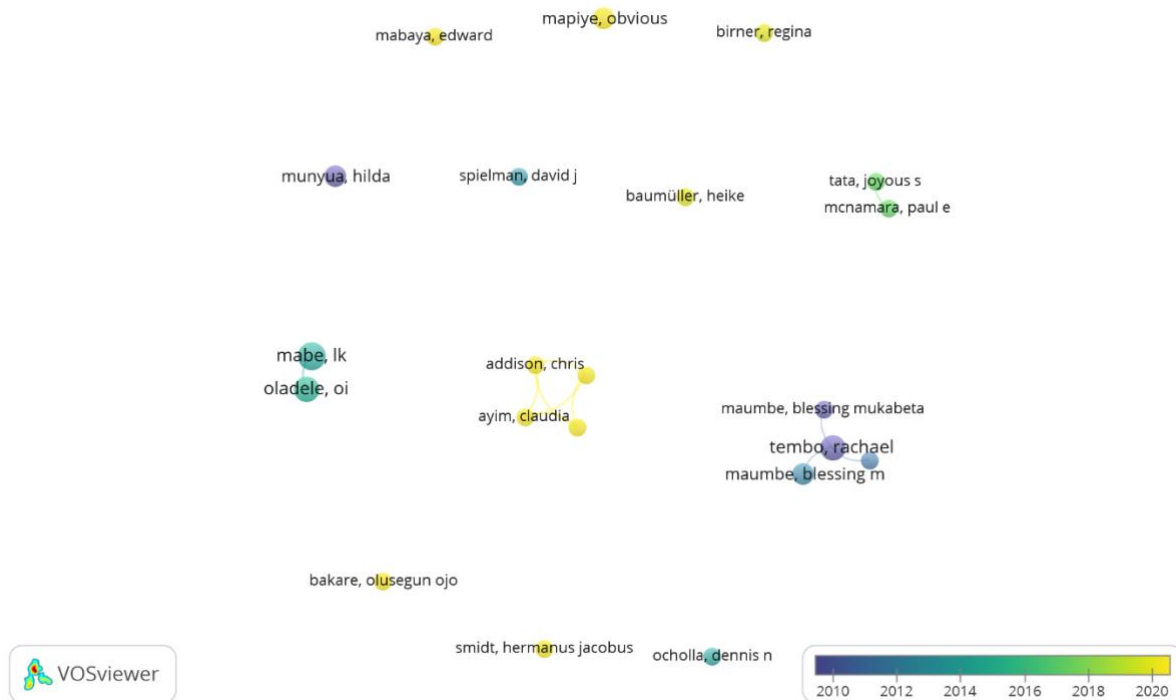 mapiye, obvious
mabaya, edward
birner, regina
munyua, hilda
spielman, david j
tata, joyous s
baumüller, heike
mcnamara, paul e
mabe, lk
addison, chris
oladele, oi
maumbe, blessing mukabeta
ayim, claudia
tembo, rachael
maumbe, blessing m
bakare, olusegun ojo
smidt, hermanus jacobus
ocholla, dennis n
VOSviewer
2010 2012 2014 2016 2018 2020